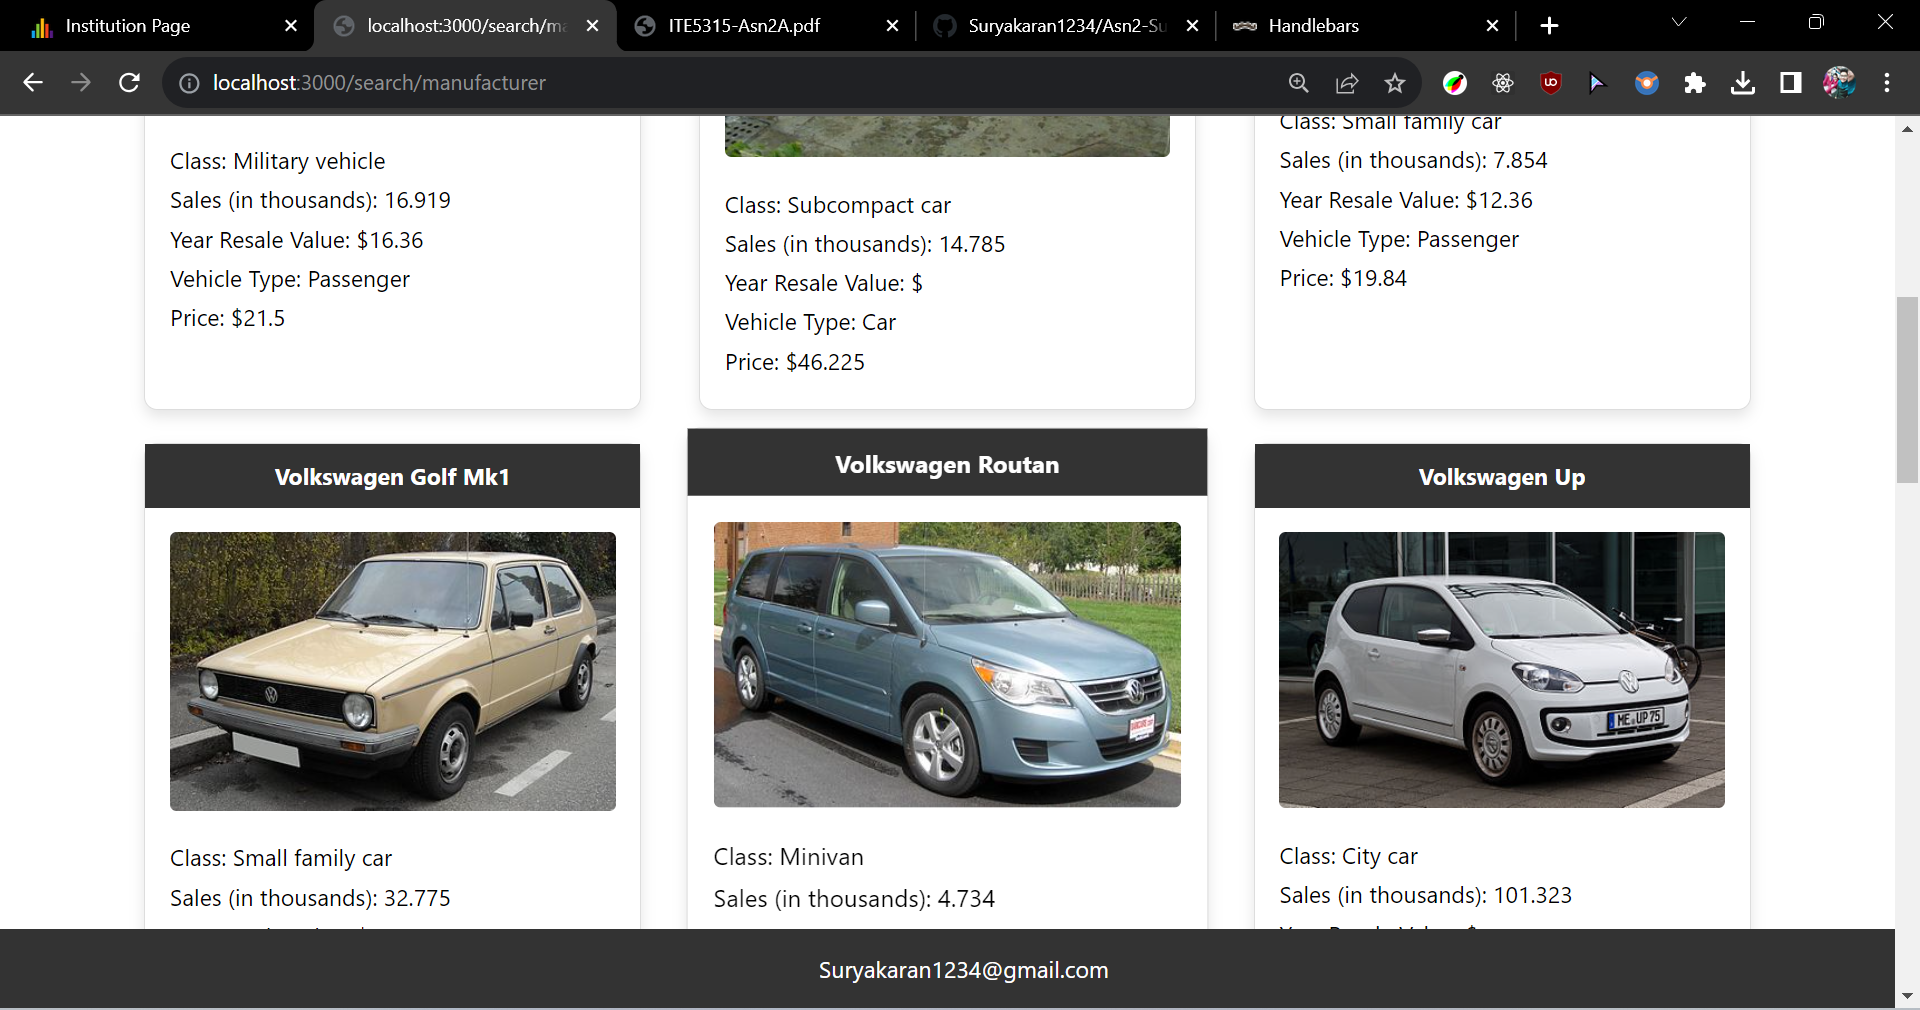 Institution Page
localhost:3000/search/ma
ITE5315-Asn2A.pdf
Suryakaran1234/Asn2-Su
Handlebars
localhost:3000/search/manufacturer
Class: Military vehicle
Sales (in thousands): 16.919
Year Resale Value: $16.36
Vehicle Type: Passenger
Price: $21.5
Class: Subcompact car
Sales (in thousands): 14.785
Year Resale Value: $
Vehicle Type: Car
Price: $46.225
Class: Small family car
Sales (in thousands): 7.854
Year Resale Value: $12.36
Vehicle Type: Passenger
Price: $19.84
Volkswagen Golf Mk1
Class: Small family car
Sales (in thousands): 32.775
Volkswagen Routan
Class: Minivan
Sales (in thousands): 4.734
Volkswagen Up
ME UP 75
Class: City car
Sales (in thousands): 101.323
Suryakaran1234@gmail.com